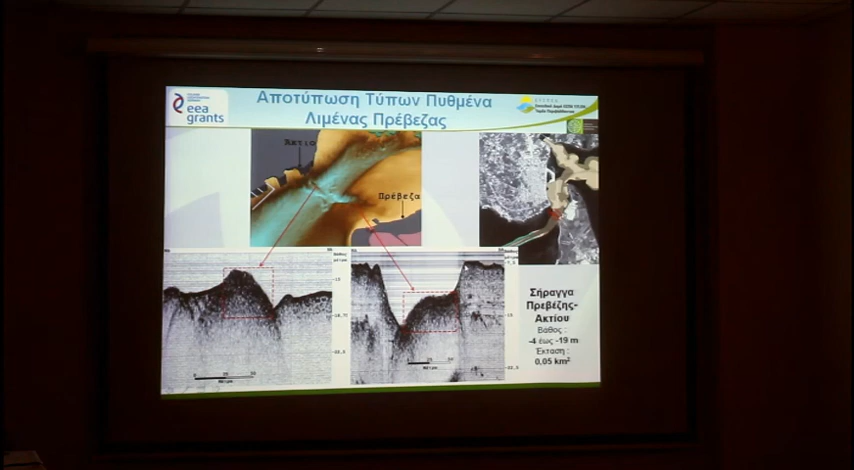 eea
grants
Αποτύπωση Τύπων Πυθμένα
Λιμένας Πρέβεζας
Άκτιο
Πρέβεζα
Σήραγγα
Πρεβέζης-
Ακτίου
Βάθος :
-4 έως -19 m
Έκταση :
0,05 km²